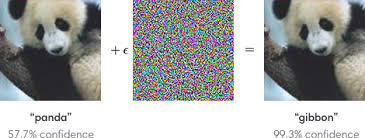 + ϵ =
“panda” “gibbon”
57.7% confidence 99.3% confidence